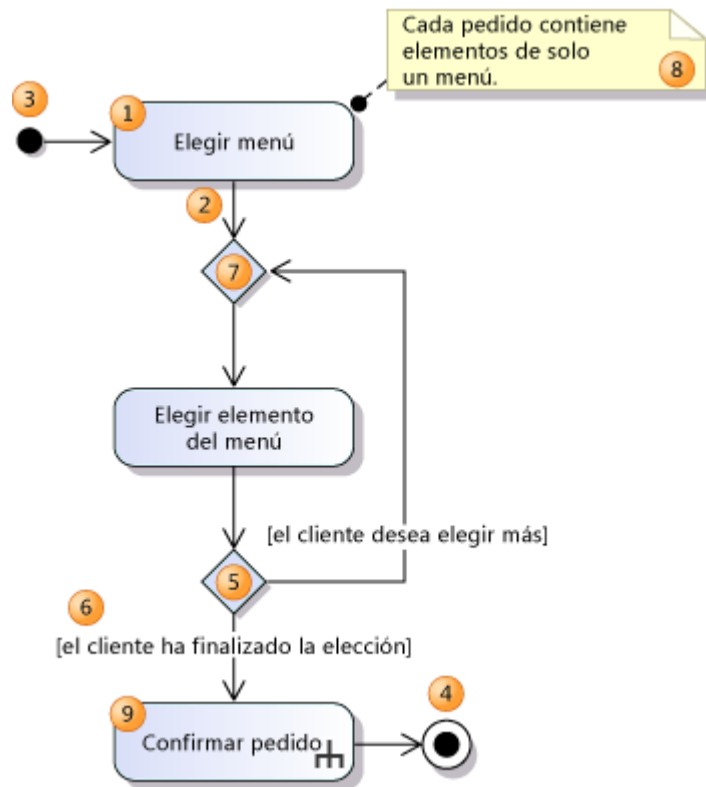 Cada pedido contiene
elementos de solo
un menú.
8
3
1
Elegir menú
2
7
Elegir elemento
del menú
[el cliente desea elegir más]
5
6
[el cliente ha finalizado la elección]
4
9
Confirmar pedido